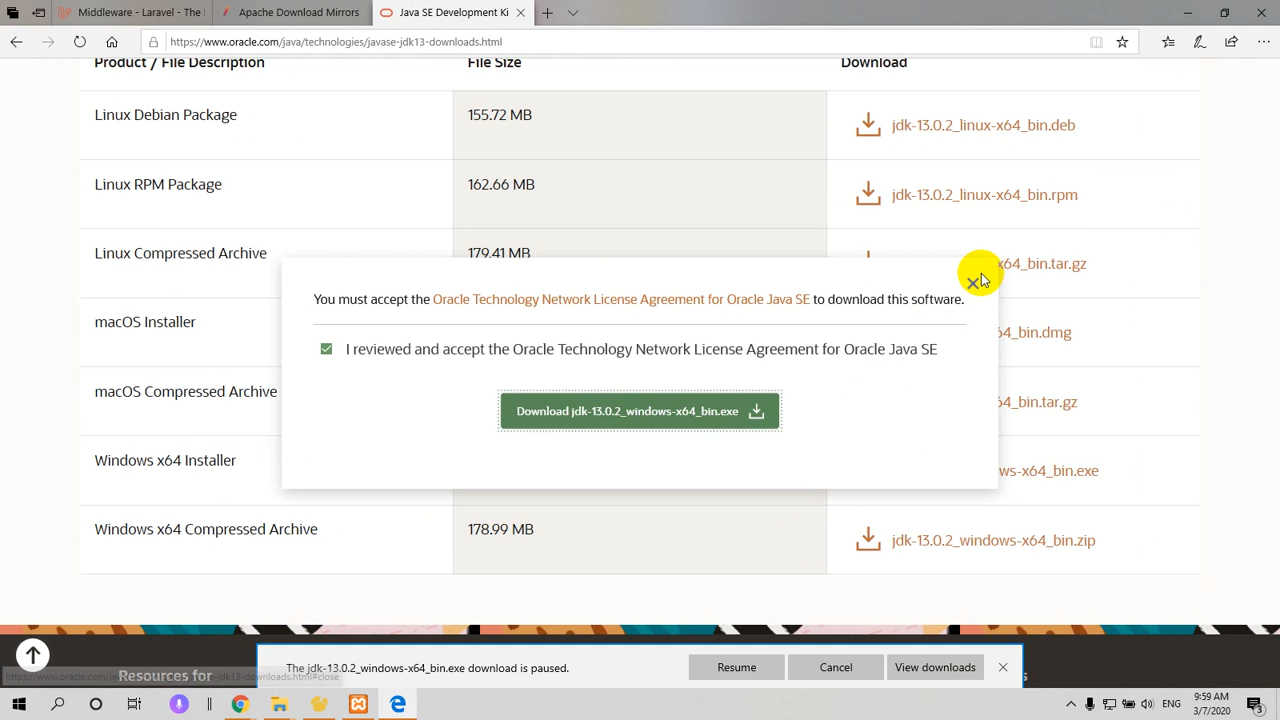 Middleware - Laravel - The
Apache Download Mirrors
Java SE Development Ki
https://www.oracle.com/java/technologies/javase-jdk13-downloads.html
Product / File Description File Size Download
Linux Debian Package 155.72 MB jdk-13.0.2_linux-x64_bin.deb
Linux RPM Package 162.66 MB jdk-13.0.2_linux-x64_bin.rpm
Linux Compressed Archive 179.41 MB x64_bin.tar.gz
You must accept the Oracle Technology Network License Agreement for Oracle Java SE to download this software.
macOS Installer _bin.dmg
I reviewed and accept the Oracle Technology Network License Agreement for Oracle Java SE
macOS Compressed Archive _bin.tar.gz
Download jdk-13.0.2_windows-x64_bin.exe
Windows x64 Installer ws-x64_bin.exe
Windows x64 Compressed Archive 178.99 MB jdk-13.0.2_windows-x64_bin.zip
The jdk-13.0.2_windows-x64_bin.exe download is paused. Resume Cancel View downloads
Resources for
ENG 9:59 AM
3/7/2020
3